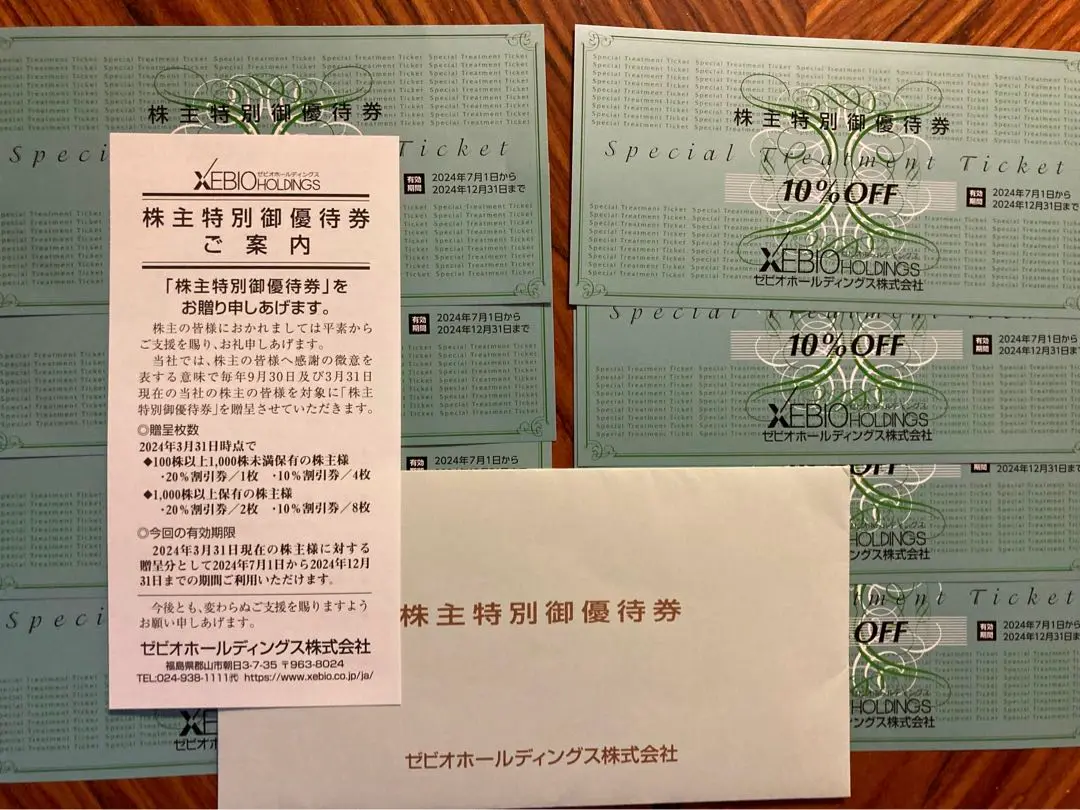 株主特別御優待券
Speci
Ticket
有効期間
2024年7月1日から
2024年12月31日まで
有効期間
2024年7月1日から
2024年12月31日まで
有効
2024年7月1日から
Speci
XEB
ゼビオホ
XEBIO HOLDINGS
ゼビオホールディングス
株主特別御優待券
ご案内
「株主特別御優待券」を
お贈り申しあげます。
株主の皆様におかれましては平素から
ご支援を賜り、お礼申しあげます。
当社では、株主の皆様へ感謝の微意を
表する意味で毎年9月30日及び3月31日
現在の当社の株主の皆様を対象に「株主
特別御優待券」を贈呈させていただきます。
◎贈呈枚数
2024年3月31日時点で
◆100株以上1,000株未満保有の株主様
・20%割引券/1枚 ・10%割引券/4枚
◆1,000株以上保有の株主様
・20%割引券/2枚 ・10%割引券/8枚
◎今回の有効期限
2024年3月31日現在の株主様に対する
贈呈分として2024年7月1日から2024年12月
31日までの期間ご利用いただけます。
今後とも、変わらぬご支援を賜りますよう
お願い申しあげます。
ゼビオホールディングス株式会社
福島県郡山市朝日3-7-35 〒963-8024
TEL:024-938-1111代 https://www.xebio.co.jp/ja/
株主特別御優待券
Special Treatment Ticket
10%OFF
有効期間
2024年7月1日から
2024年12月31日まで
XEBIO HOLDINGS
ゼビオホールディングス株式会社
Special Treatment Ticket
10%OFF
有効期間
2024年7月1日から
2024年12月31日まで
XEBIO HOLDINGS
ゼビオホールディングス株式会社
OFF
期間
2024年12月31日まで
HOLDINGS
ングス株式会社
ment Ticket
OFF
有効期間
2024年7月1日から
2024年12月31日まで
HOLDINGS
ングス株式会社
株主特別御優待券
ゼビオホールディングス株式会社